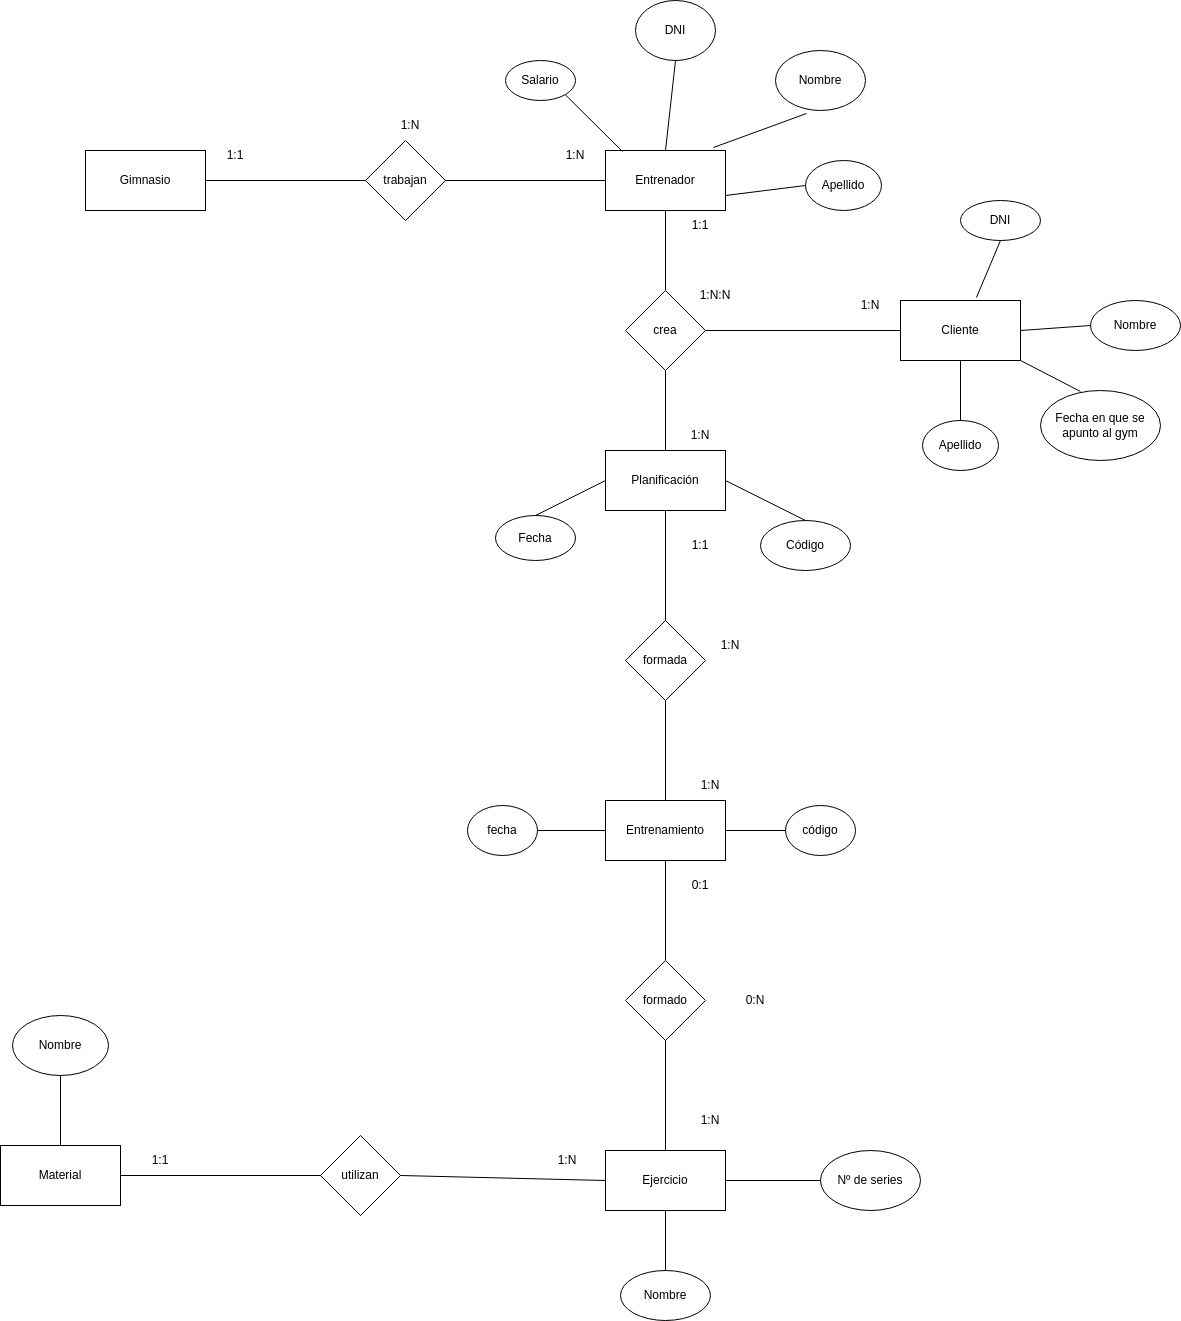 DNI
Salario
Nombre
1:N
1:1
1:N
Gimnasio
trabajan
Entrenador
Apellido
1:1
DNI
1:N:N
1:N
crea
Cliente
Nombre
Fecha en que se
apunto al gym
Apellido
1:N
Planificación
Fecha
Código
1:1
formada
1:N
1:N
fecha
Entrenamiento
código
0:1
formado
0:N
Nombre
1:N
1:1
1:N
Material
utilizan
Ejercicio
Nº de series
Nombre